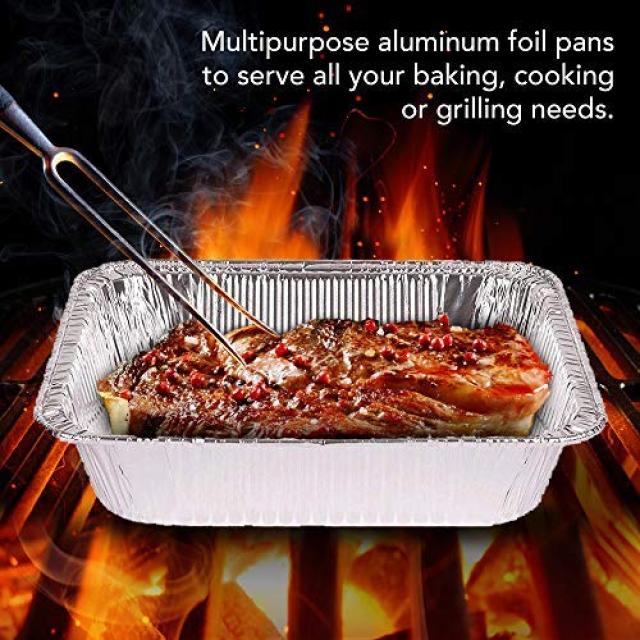 Multipurpose aluminum foil pans
to serve all your baking, cooking
or grilling needs.